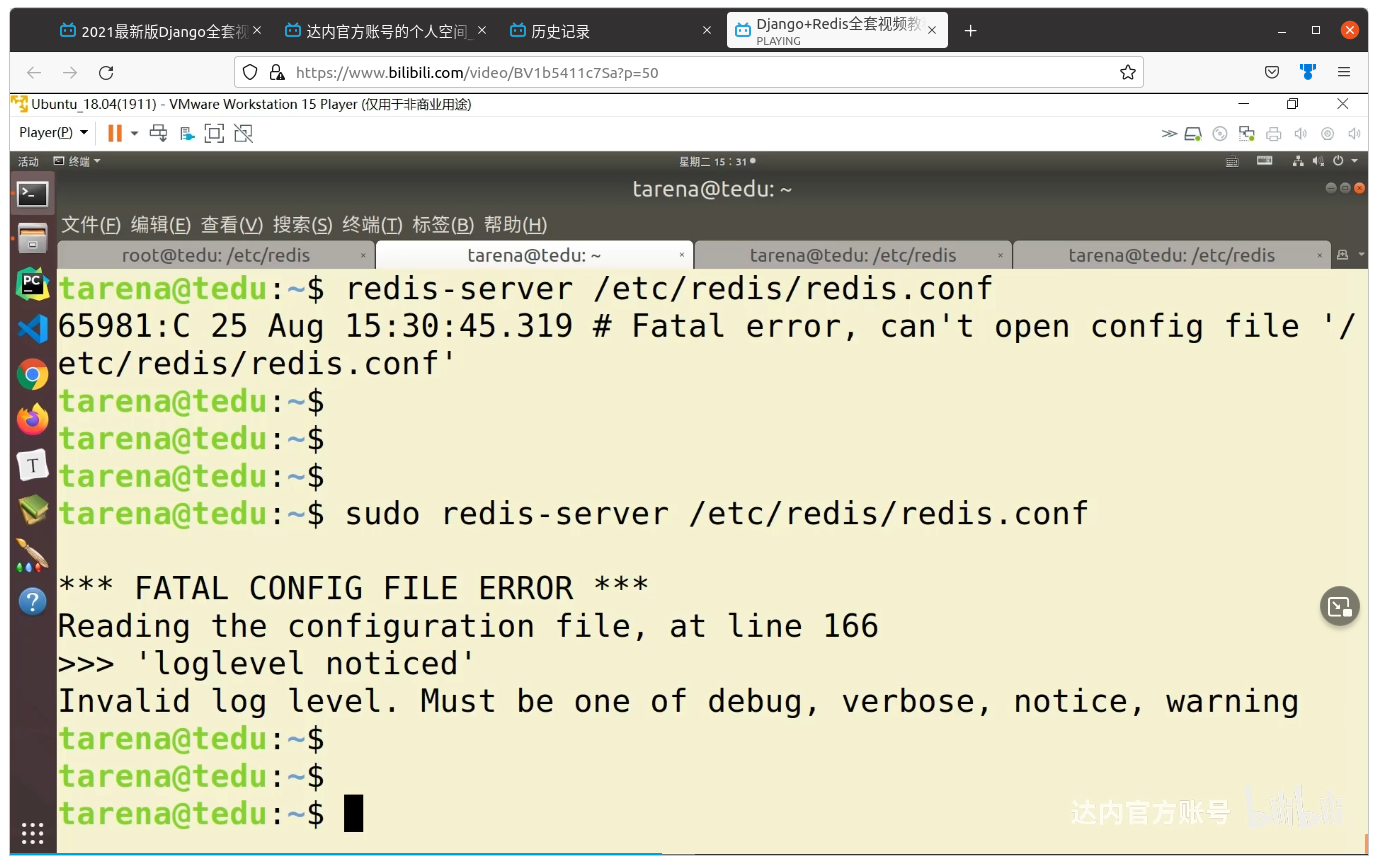 2021最新版Django全套视
达内官方账号的个人空间_
历史记录
Django+Redis全套视频教
PLAYING
https://www.bilibili.com/video/BV1b5411c7Sa?p=50
Ubuntu_18.04(1911) - VMware Workstation 15 Player (仅用于非商业用途)
Player(P)
活动 终端 星期二 15：31
tarena@tedu: ~
文件(F) 编辑(E) 查看(V) 搜索(S) 终端(T) 标签(B) 帮助(H)
root@tedu: /etc/redis
tarena@tedu: ~
tarena@tedu: /etc/redis
tarena@tedu: /etc/redis
tarena@tedu:~$ redis-server /etc/redis/redis.conf
65981:C 25 Aug 15:30:45.319 # Fatal error, can't open config file '/
etc/redis/redis.conf'
tarena@tedu:~$
tarena@tedu:~$
tarena@tedu:~$
tarena@tedu:~$ sudo redis-server /etc/redis/redis.conf
*** FATAL CONFIG FILE ERROR ***
Reading the configuration file, at line 166
>>> 'loglevel noticed'
Invalid log level. Must be one of debug, verbose, notice, warning
tarena@tedu:~$
tarena@tedu:~$
tarena@tedu:~$
达内官方账号 bilibili